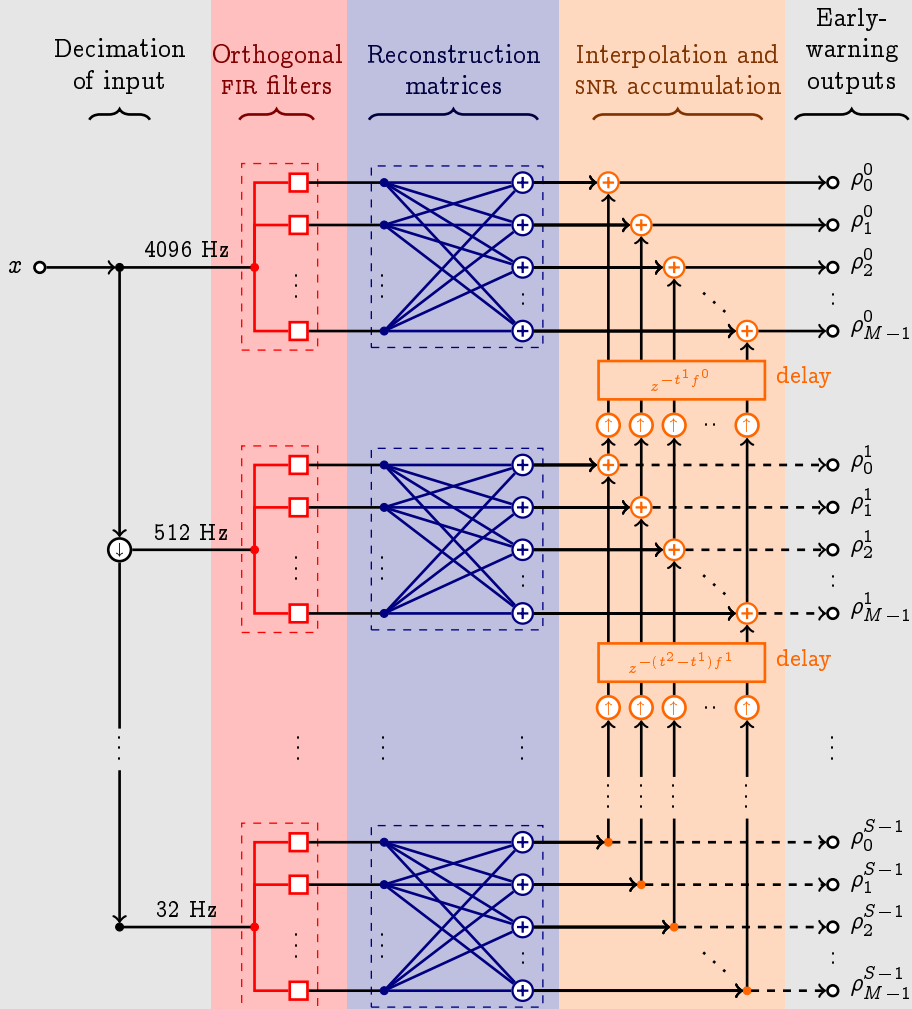 Decimation
of input
Orthogonal
FIR filters
Reconstruction
matrices
Interpolation and
SNR accumulation
Early-
warning
outputs
x
4096 Hz
ρ_0^0
ρ_1^0
ρ_2^0
ρ_{M-1}^0
z^{-t^1 f^0}
delay
512 Hz
ρ_0^1
ρ_1^1
ρ_2^1
ρ_{M-1}^1
z^{-(t^2-t^1)f^1}
delay
32 Hz
ρ_0^{S-1}
ρ_1^{S-1}
ρ_2^{S-1}
ρ_{M-1}^{S-1}